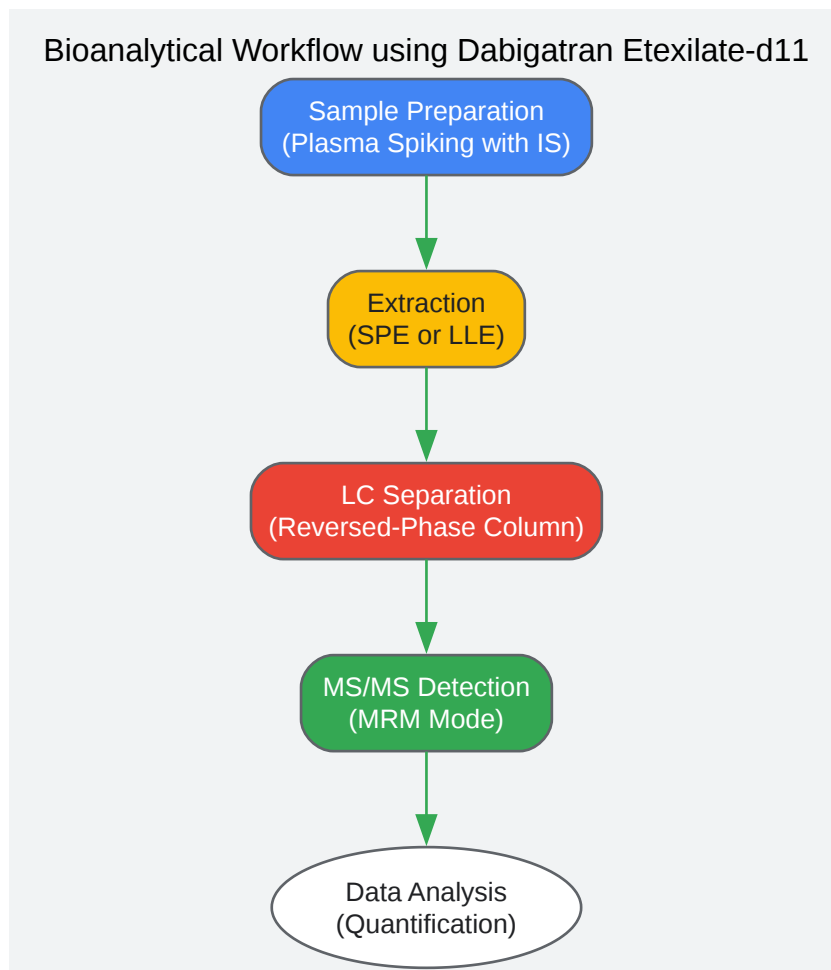 Bioanalytical Workflow using Dabigatran Etexilate-d11
Sample Preparation
(Plasma Spiking with IS)
Extraction
(SPE or LLE)
LC Separation
(Reversed-Phase Column)
MS/MS Detection
(MRM Mode)
Data Analysis
(Quantification)